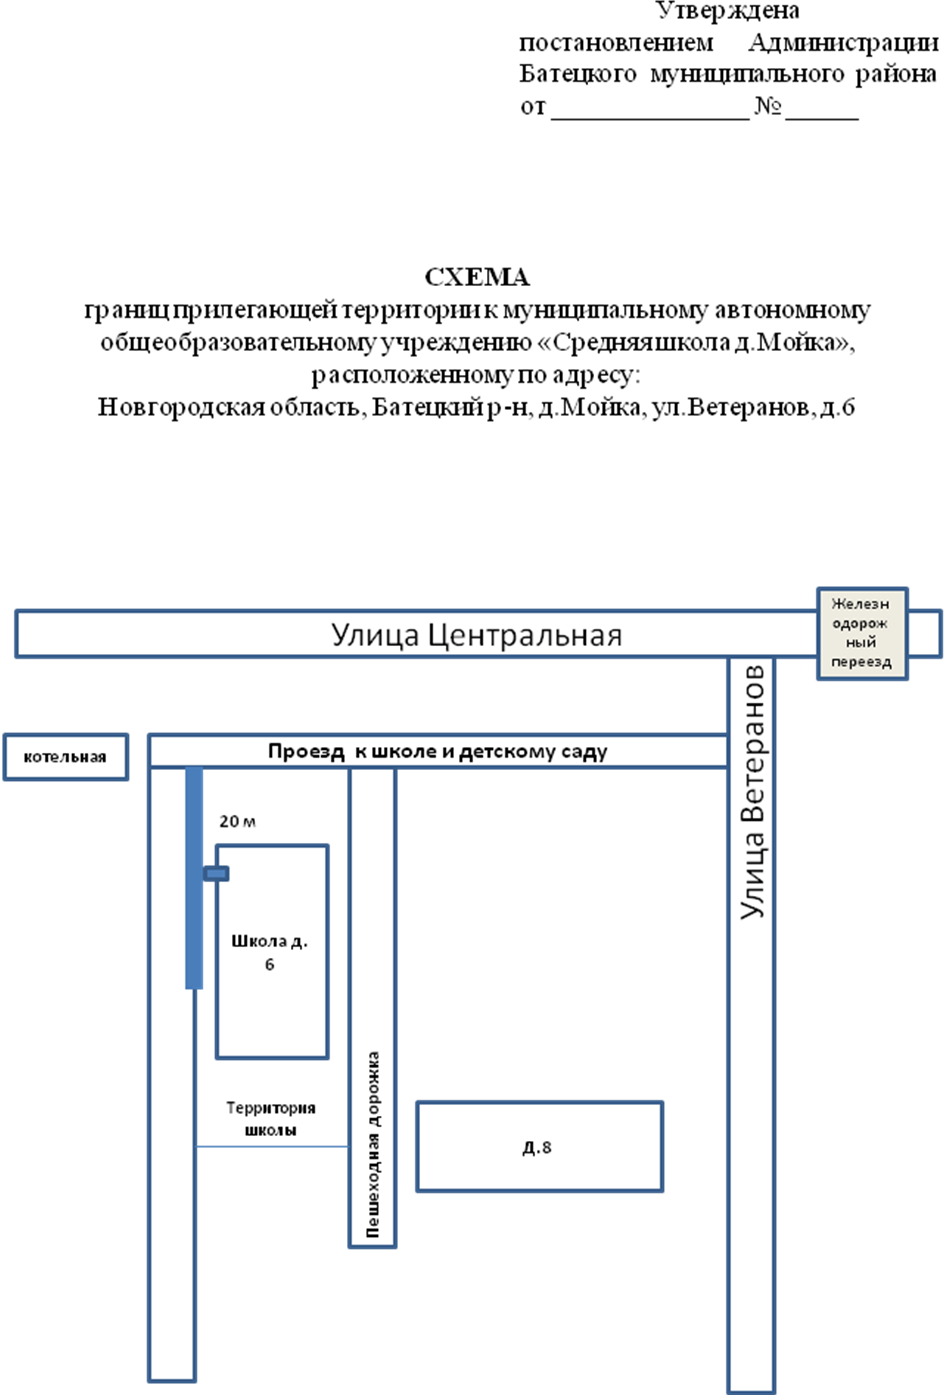 Утверждена
постановлением Администрации
Батецкого муниципального района
от _______________ № ______
СХЕМА
границ прилегающей территории к муниципальному автономному
общеобразовательному учреждению «Средняя школа д.Мойка»,
расположенному по адресу:
Новгородская область, Батецкий р-н, д.Мойка, ул.Ветеранов, д.6
Железн
одорож
ный
переезд
Улица Центральная
Улица Ветеранов
Проезд к школе и детскому саду
котельная
20 м
Школа д.
6
Территория
школы
Пешеходная дорожка
Д.8